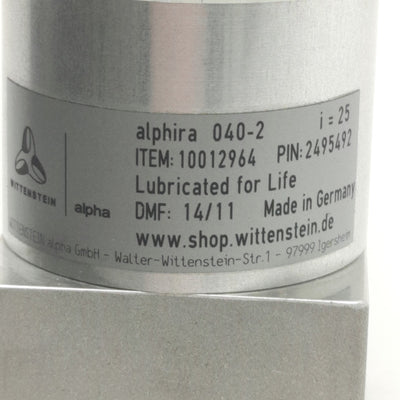 alphira 040-2 i = 25
ITEM: 10012964 PIN: 2495492
Lubricated for Life
DMF: 14/11 Made in Germany
www.shop.wittenstein.de
WITTENSTEIN alpha GmbH - Walter-Wittenstein-Str.1 - 97999 Igersheim
WITTENSTEIN
alpha